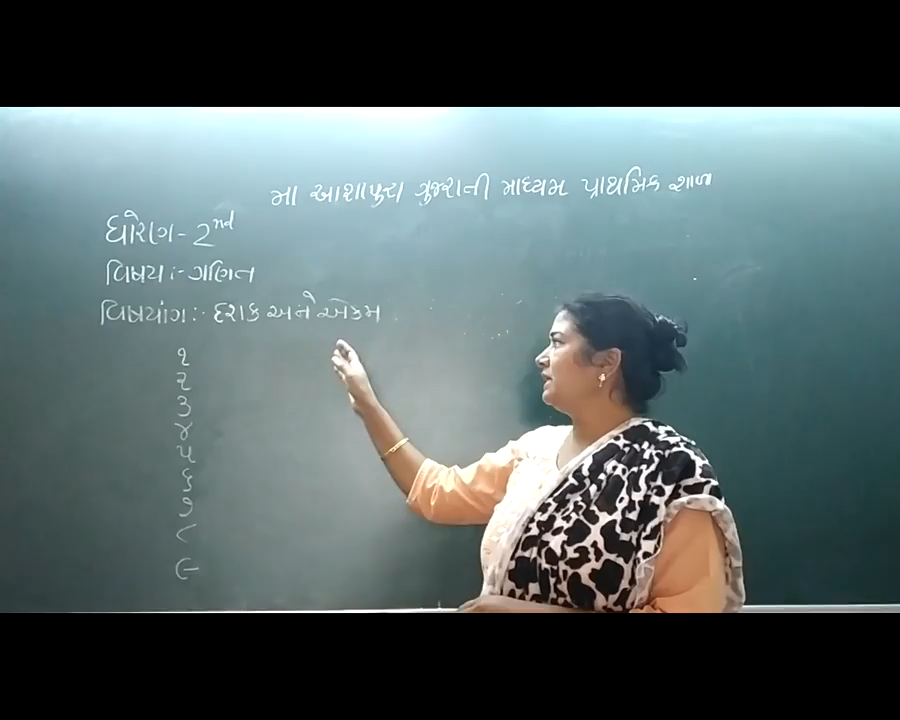 મા આશાપુરા ગુજરાતી માધ્યમ પ્રાથમિક શાળા
ધોરણ - 2
વિષય :- ગણિત
વિષયાંગ :- દશક અને એકમ
૧
૨
૩
૪
૫
૬
૭
૮
૯